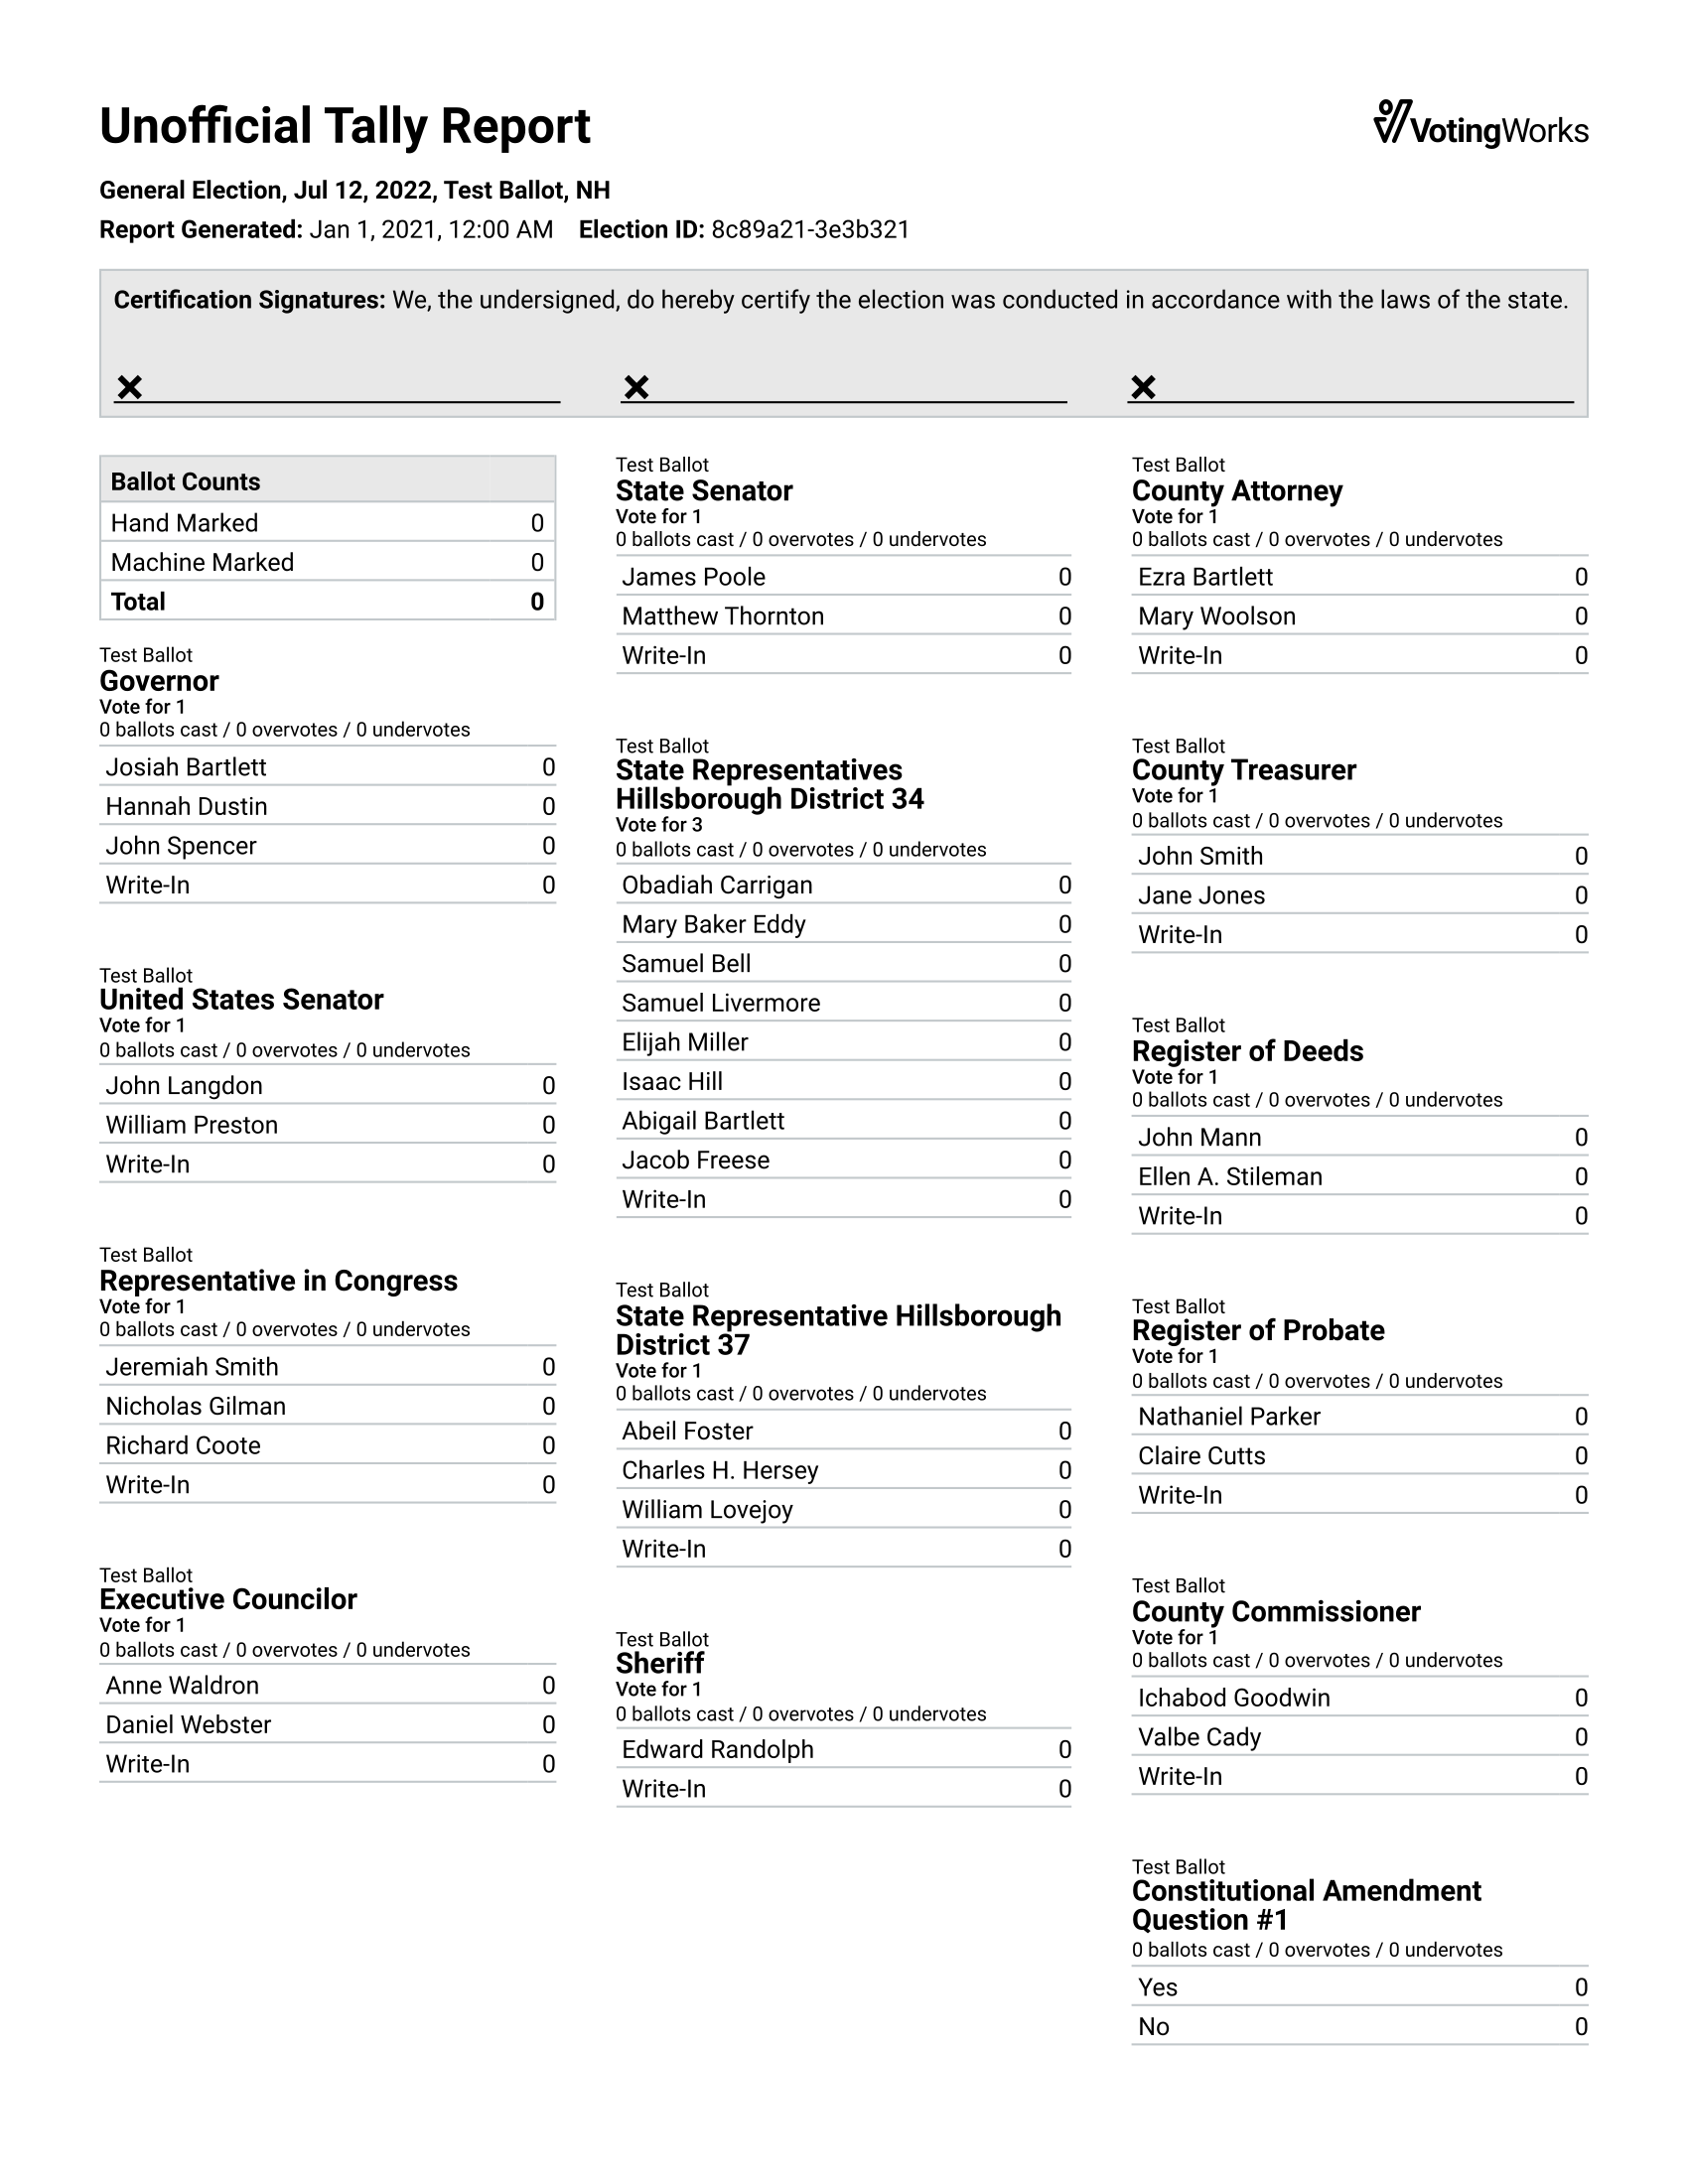 Unofficial Tally Report
VotingWorks
General Election, Jul 12, 2022, Test Ballot, NH
Report Generated: Jan 1, 2021, 12:00 AM Election ID: 8c89a21-3e3b321
Certification Signatures: We, the undersigned, do hereby certify the election was conducted in accordance with the laws of the state.
Ballot Counts
Hand Marked 0
Machine Marked 0
Total 0
Test Ballot
Governor
Vote for 1
0 ballots cast / 0 overvotes / 0 undervotes
Josiah Bartlett 0
Hannah Dustin 0
John Spencer 0
Write-In 0
Test Ballot
United States Senator
Vote for 1
0 ballots cast / 0 overvotes / 0 undervotes
John Langdon 0
William Preston 0
Write-In 0
Test Ballot
Representative in Congress
Vote for 1
0 ballots cast / 0 overvotes / 0 undervotes
Jeremiah Smith 0
Nicholas Gilman 0
Richard Coote 0
Write-In 0
Test Ballot
Executive Councilor
Vote for 1
0 ballots cast / 0 overvotes / 0 undervotes
Anne Waldron 0
Daniel Webster 0
Write-In 0
Test Ballot
State Senator
Vote for 1
0 ballots cast / 0 overvotes / 0 undervotes
James Poole 0
Matthew Thornton 0
Write-In 0
Test Ballot
State Representatives
Hillsborough District 34
Vote for 3
0 ballots cast / 0 overvotes / 0 undervotes
Obadiah Carrigan 0
Mary Baker Eddy 0
Samuel Bell 0
Samuel Livermore 0
Elijah Miller 0
Isaac Hill 0
Abigail Bartlett 0
Jacob Freese 0
Write-In 0
Test Ballot
State Representative Hillsborough
District 37
Vote for 1
0 ballots cast / 0 overvotes / 0 undervotes
Abeil Foster 0
Charles H. Hersey 0
William Lovejoy 0
Write-In 0
Test Ballot
Sheriff
Vote for 1
0 ballots cast / 0 overvotes / 0 undervotes
Edward Randolph 0
Write-In 0
Test Ballot
County Attorney
Vote for 1
0 ballots cast / 0 overvotes / 0 undervotes
Ezra Bartlett 0
Mary Woolson 0
Write-In 0
Test Ballot
County Treasurer
Vote for 1
0 ballots cast / 0 overvotes / 0 undervotes
John Smith 0
Jane Jones 0
Write-In 0
Test Ballot
Register of Deeds
Vote for 1
0 ballots cast / 0 overvotes / 0 undervotes
John Mann 0
Ellen A. Stileman 0
Write-In 0
Test Ballot
Register of Probate
Vote for 1
0 ballots cast / 0 overvotes / 0 undervotes
Nathaniel Parker 0
Claire Cutts 0
Write-In 0
Test Ballot
County Commissioner
Vote for 1
0 ballots cast / 0 overvotes / 0 undervotes
Ichabod Goodwin 0
Valbe Cady 0
Write-In 0
Test Ballot
Constitutional Amendment
Question #1
0 ballots cast / 0 overvotes / 0 undervotes
Yes 0
No 0